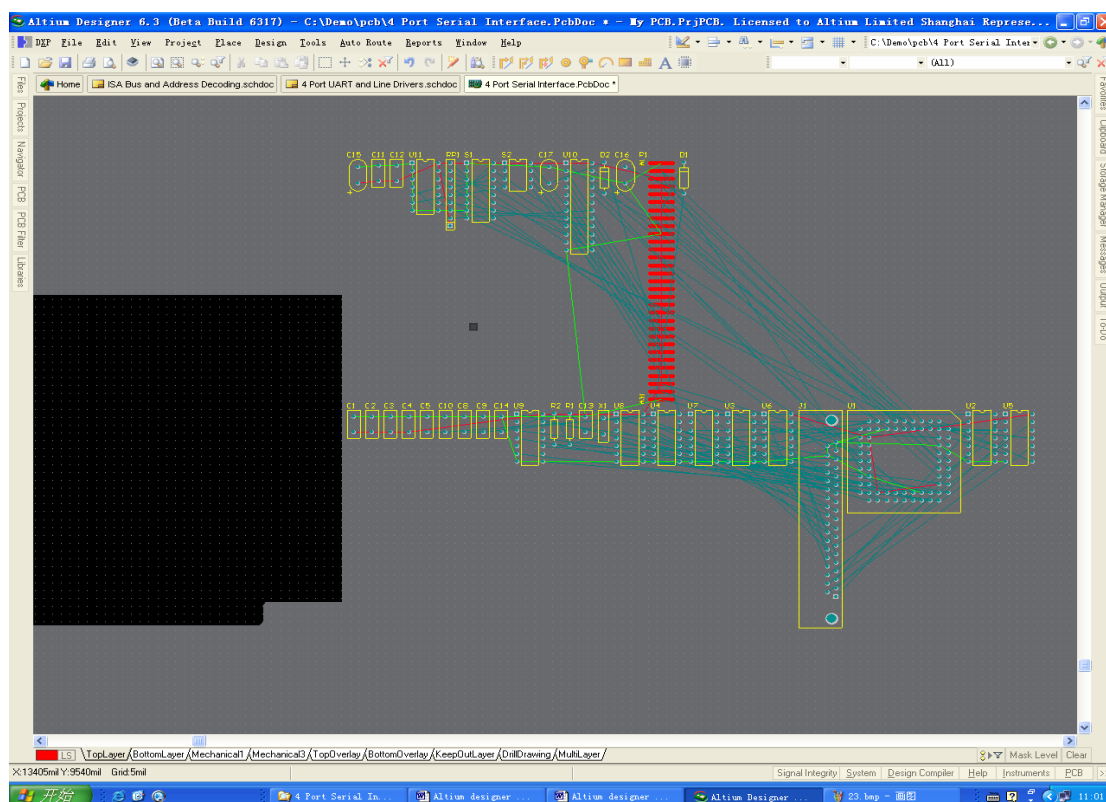 Altium Designer 6.3 (Beta Build 6317) - C:\Demo\pcb\4 Port Serial Interface.PcbDoc * - My PCB.PrjPCB. Licensed to Altium Limited Shanghai Represe...
DXP File Edit View Project Place Design Tools Auto Route Reports Window Help C:\Demo\pcb\4 Port Serial Inter
(All)
Home ISA Bus and Address Decoding.schdoc 4 Port UART and Line Drivers.schdoc 4 Port Serial Interface.PcbDoc *
Files
Projects
Navigator
PCB
PCB Filter
Libraries
Favorites
Clipboard
Storage Manager
Messages
Output
To-Do
C15 C11 C12 U11 RP1 S1 S2 C17 U10 D2 C16 P1 D1
C1 C2 C3 C4 C5 C10 C8 C9 C14 U9 R2 R1 C13 X1 U8 U4 U7 U3 U6 J1 U1 U2 U5
LS TopLayer BottomLayer Mechanical1 Mechanical3 TopOverlay BottomOverlay KeepOutLayer DrillDrawing MultiLayer Mask Level Clear
X:13405mil Y:9540mil Grid:5mil Signal Integrity System Design Compiler Help Instruments PCB
开始 4 Port Serial In... Altium designer ... Altium designer ... Altium Designer ... 23.bmp - 画图 11:01